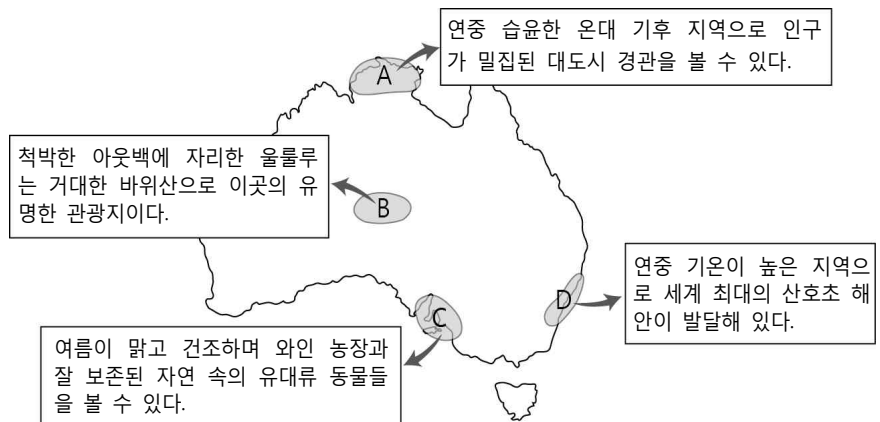 연중 습윤한 온대 기후 지역으로 인구
가 밀집된 대도시 경관을 볼 수 있다.
A
척박한 아웃백에 자리한 울룰루
는 거대한 바위산으로 이곳의 유
명한 관광지이다.
B
연중 기온이 높은 지역으
로 세계 최대의 산호초 해
안이 발달해 있다.
D
C
여름이 맑고 건조하며 와인 농장과
잘 보존된 자연 속의 유대류 동물들
을 볼 수 있다.